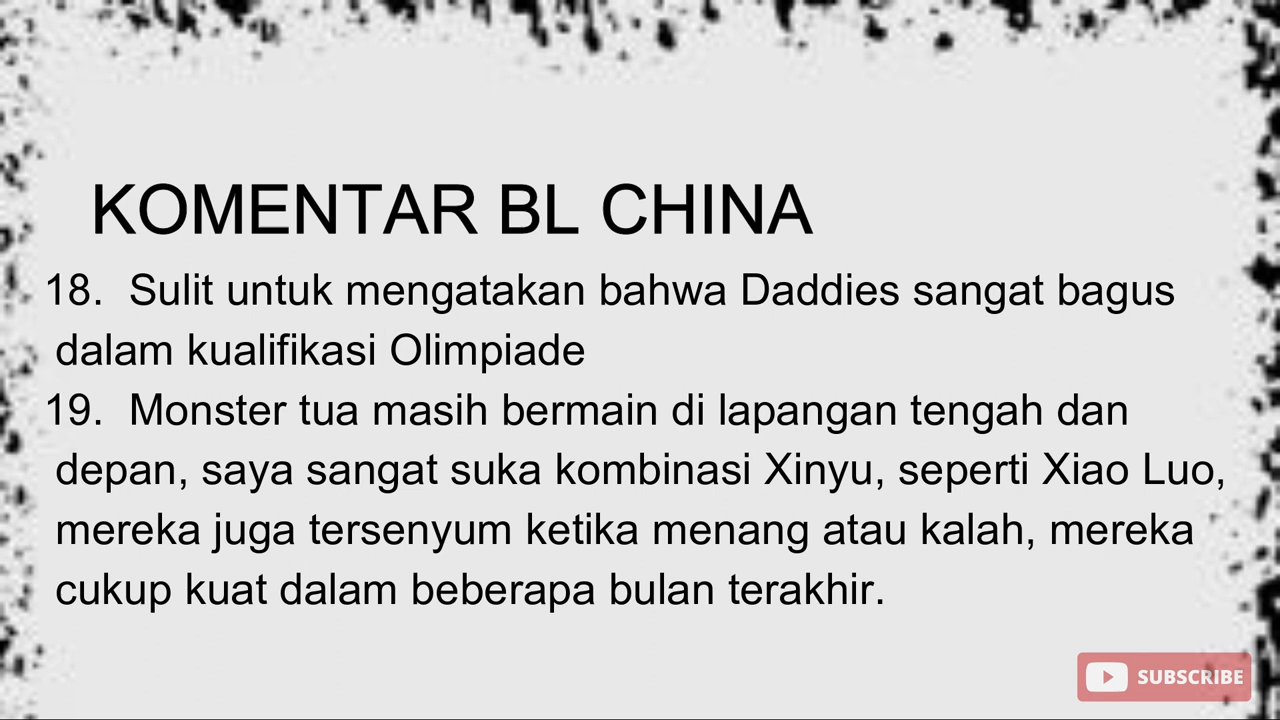 KOMENTAR BL CHINA
18. Sulit untuk mengatakan bahwa Daddies sangat bagus
dalam kualifikasi Olimpiade
19. Monster tua masih bermain di lapangan tengah dan
depan, saya sangat suka kombinasi Xinyu, seperti Xiao Luo,
mereka juga tersenyum ketika menang atau kalah, mereka
cukup kuat dalam beberapa bulan terakhir.
SUBSCRIBE